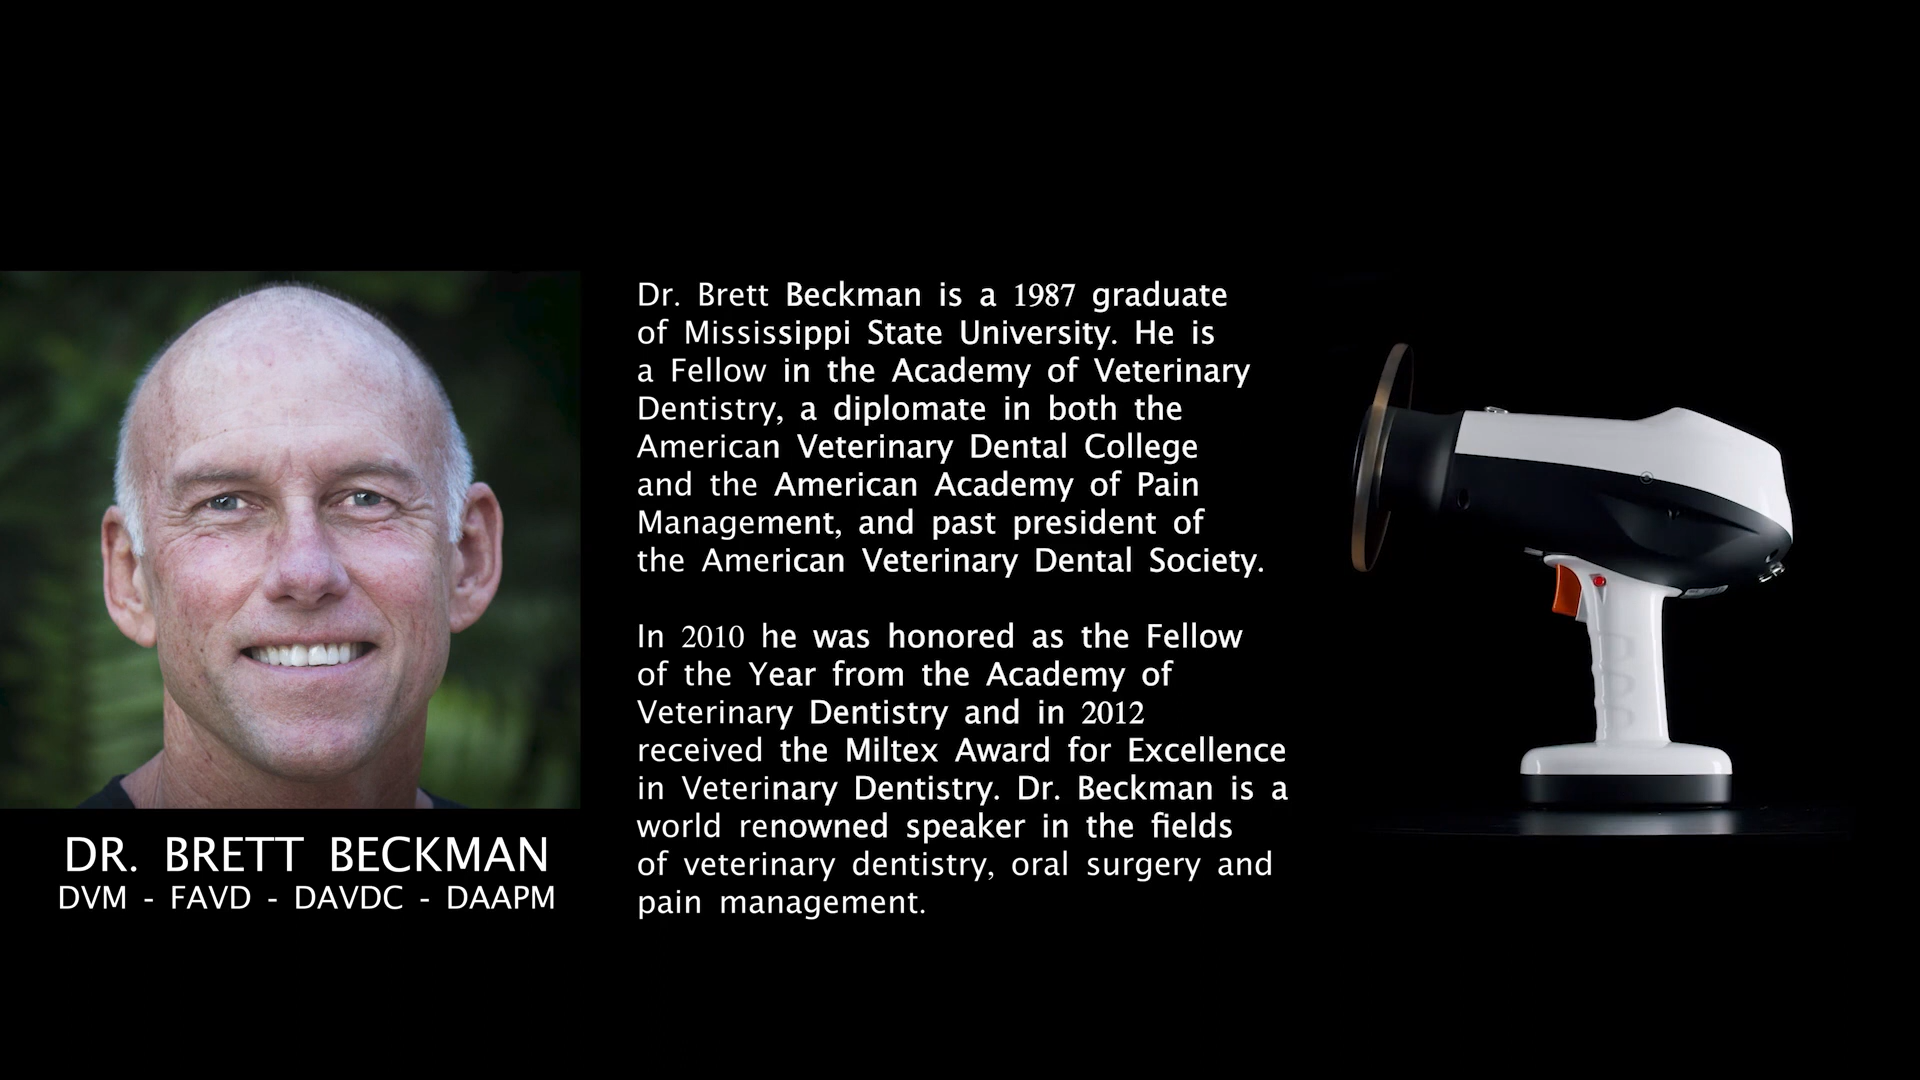 Dr. Brett Beckman is a 1987 graduate
of Mississippi State University. He is
a Fellow in the Academy of Veterinary
Dentistry, a diplomate in both the
American Veterinary Dental College
and the American Academy of Pain
Management, and past president of
the American Veterinary Dental Society.
In 2010 he was honored as the Fellow
of the Year from the Academy of
Veterinary Dentistry and in 2012
received the Miltex Award for Excellence
in Veterinary Dentistry. Dr. Beckman is a
world renowned speaker in the fields
of veterinary dentistry, oral surgery and
pain management.
DR. BRETT BECKMAN
DVM - FAVD - DAVDC - DAAPM